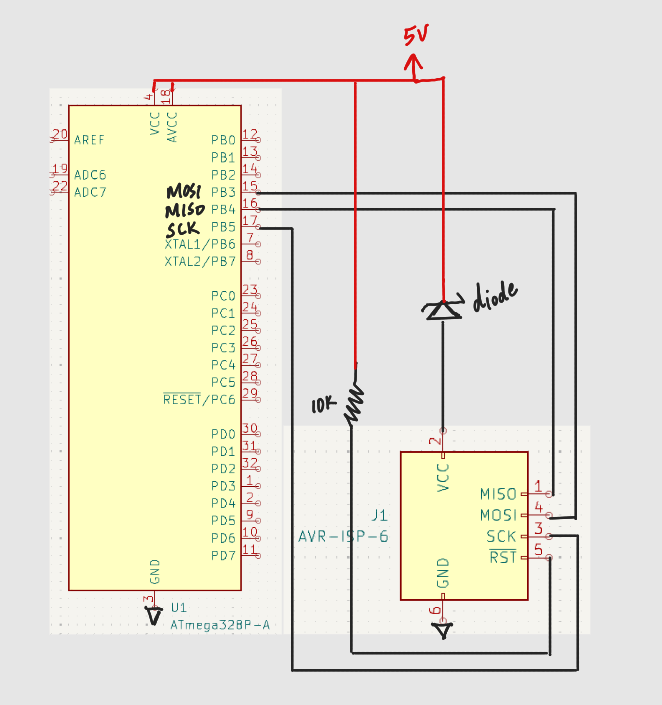 5V
4
18
VCC
AVCC
20
AREF
19
ADC6
22
ADC7
PB0 12
PB1 13
PB2 14
MOSI PB3 15
MISO PB4 16
SCK PB5 17
XTAL1/PB6 7
XTAL2/PB7 8
PC0 23
PC1 24
PC2 25
PC3 26
PC4 27
PC5 28
RESET/PC6 29
PD0 30
PD1 31
PD2 32
PD3 1
PD4 2
PD5 9
PD6 10
PD7 11
GND
3
U1
ATmega328P-A
diode
10K
2
VCC
J1
AVR-ISP-6
MISO 1
MOSI 4
SCK 3
RST 5
GND
6